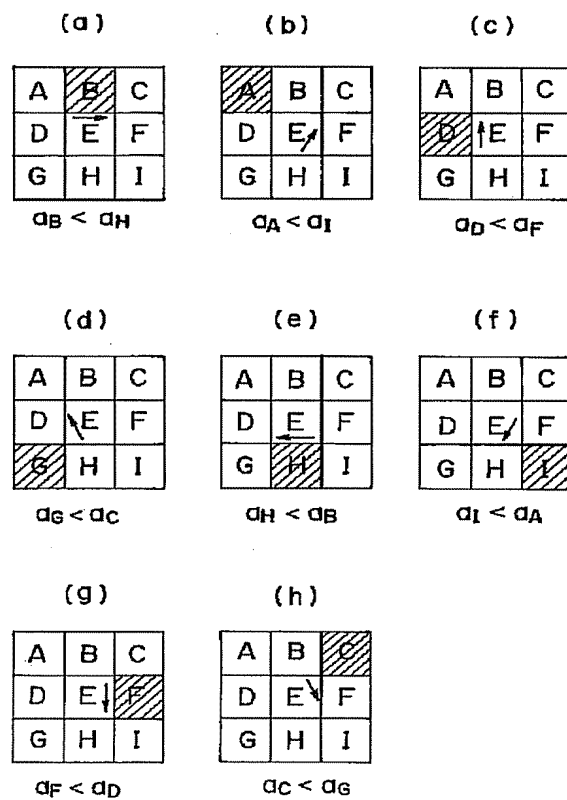 (a) (b) (c)
A B C A B C A B C
D E F D E F D E F
G H I G H I G H I
aB < aH aA < aI aD < aF
(d) (e) (f)
A B C A B C A B C
D E F D E F D E F
G H I G H I G H I
aG < aC aH < aB aI < aA
(g) (h)
A B C A B C
D E F D E F
G H I G H I
aF < aD aC < aG